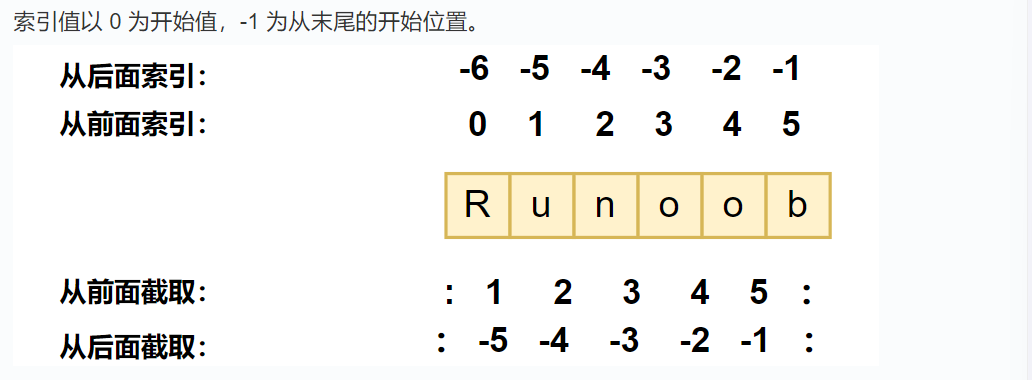 索引值以 0 为开始值，-1 为从末尾的开始位置。
从后面索引： -6 -5 -4 -3 -2 -1
从前面索引： 0 1 2 3 4 5
R u n o o b
从前面截取： : 1 2 3 4 5 :
从后面截取： : -5 -4 -3 -2 -1 :